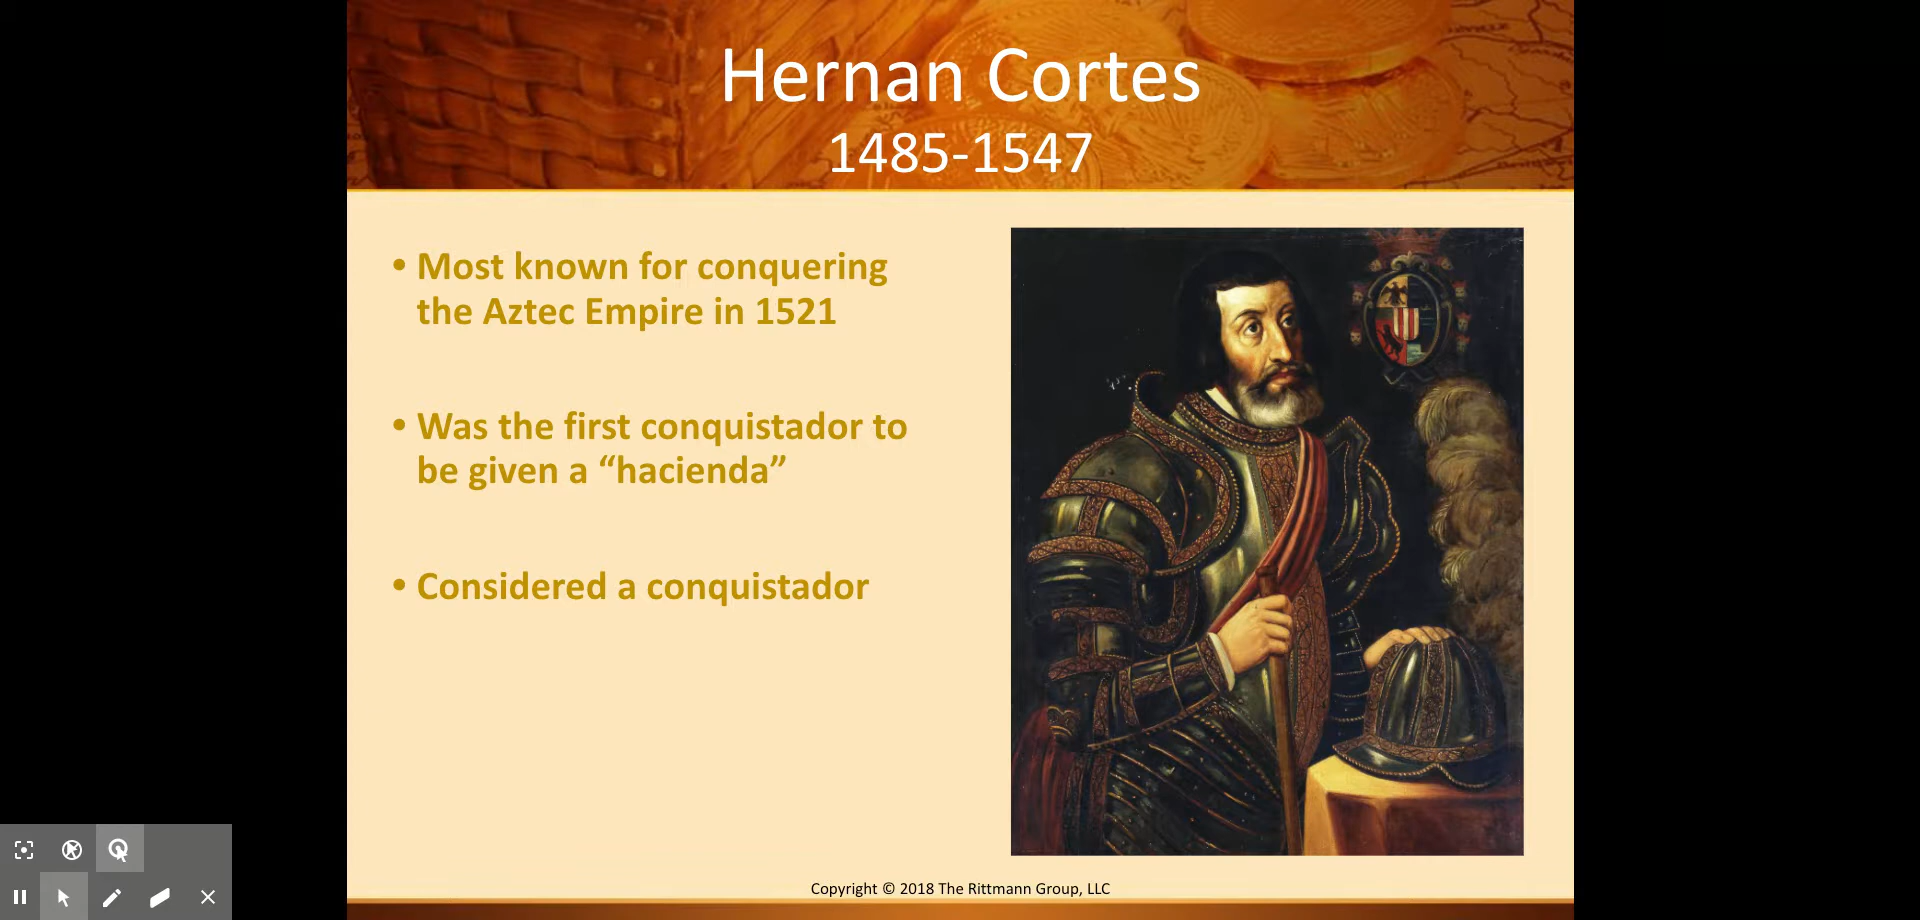 Hernan Cortes
1485-1547
• Most known for conquering
the Aztec Empire in 1521
• Was the first conquistador to
be given a “hacienda”
• Considered a conquistador
Copyright © 2018 The Rittmann Group, LLC